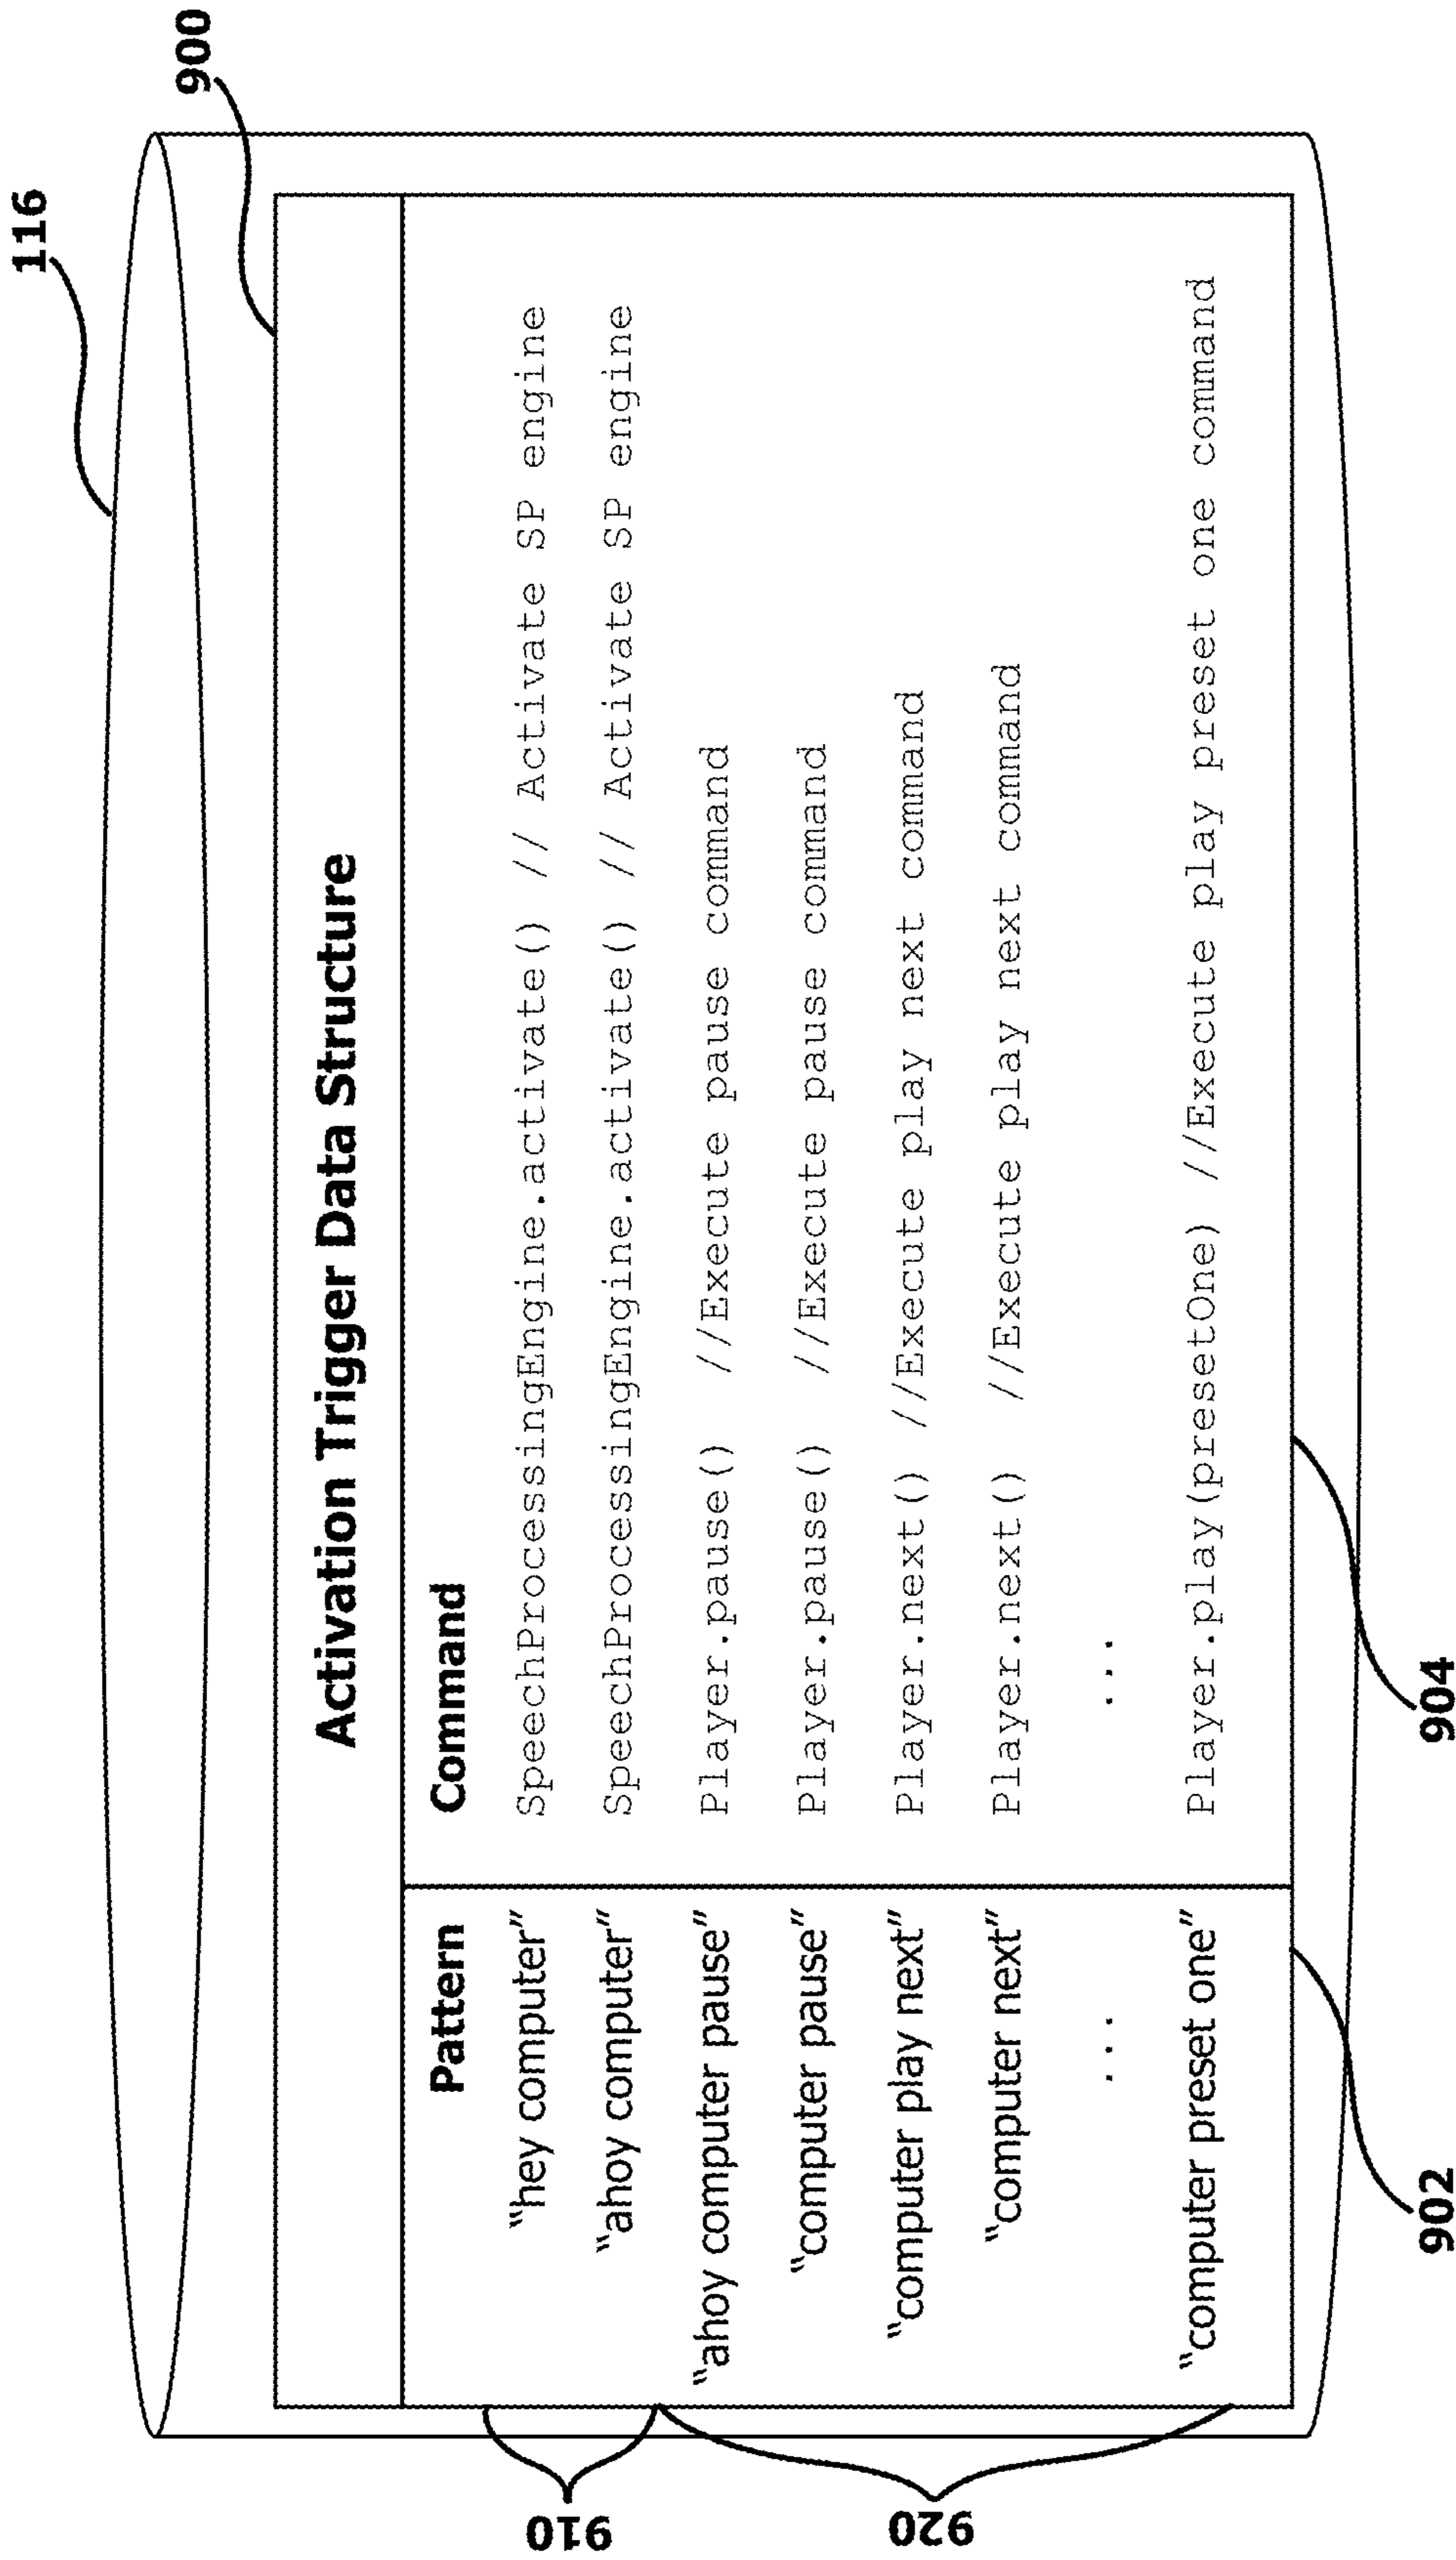 116
900
Activation Trigger Data Structure
Pattern Command
“hey computer” SpeechProcessingEngine.activate() // Activate SP engine
“ahoy computer” SpeechProcessingEngine.activate() // Activate SP engine
“ahoy computer pause” Player.pause() //Execute pause command
“computer pause” Player.pause() //Execute pause command
“computer play next” Player.next() //Execute play next command
“computer next” Player.next() //Execute play next command
... ...
“computer preset one” Player.play(presetOne) //Execute play preset one command
910
920
902
904